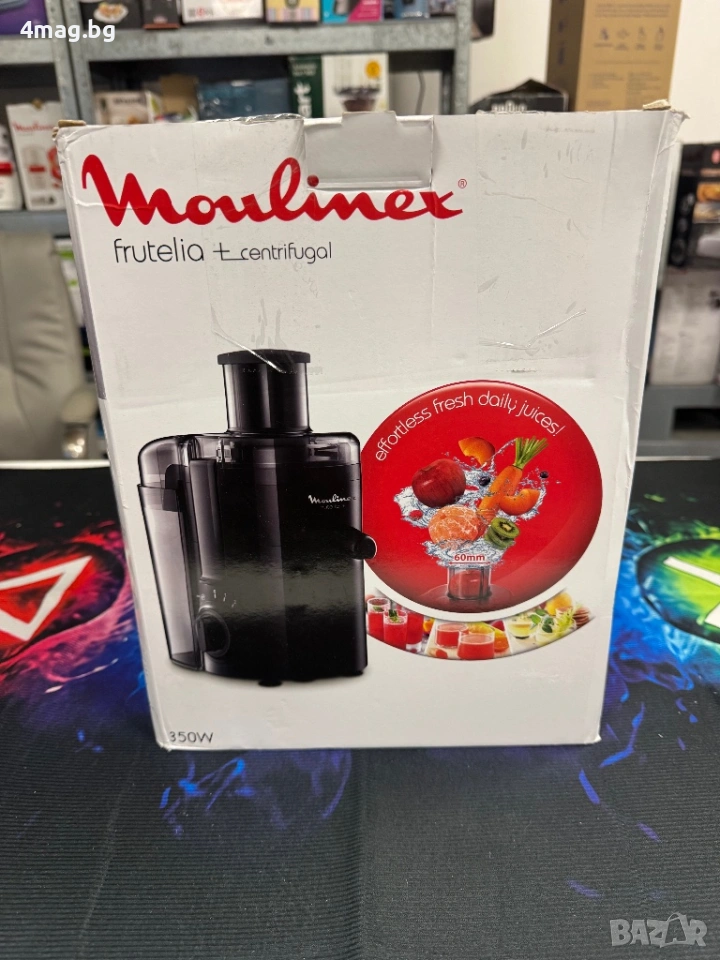 4mag.bg
Moulinex®
frutelia + centrifugal
effortless fresh daily juices!
Moulinex
60mm
350W
BAZAR